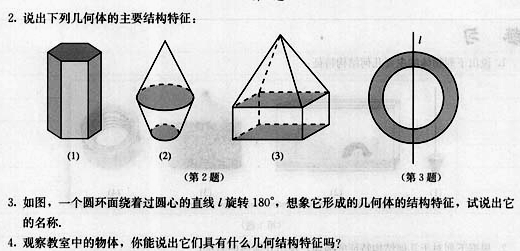 2. 说出下列几何体的主要结构特征：
l
(1)
(2)
(3)
(第 2 题)
(第 3 题)
3. 如图，一个圆环面绕着过圆心的直线 l 旋转 180°，想象它形成的几何体的结构特征，试说出它
的名称.
4. 观察教室中的物体，你能说出它们具有什么几何结构特征吗？